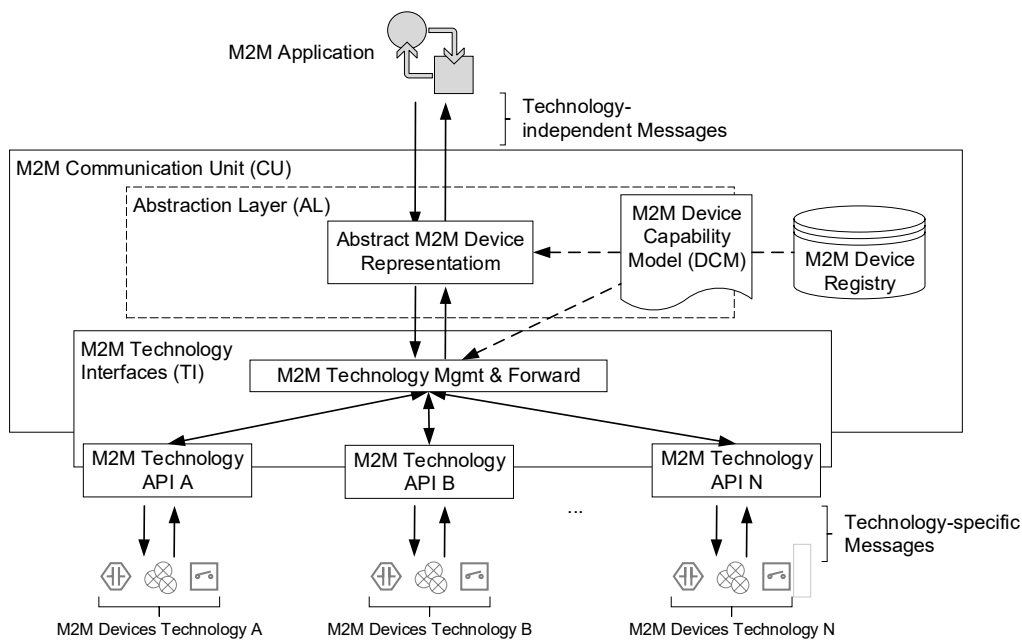 M2M Application
Technology-
independent Messages
M2M Communication Unit (CU)
Abstraction Layer (AL)
Abstract M2M Device
Representatiom
M2M Device
Capability
Model (DCM)
M2M Device
Registry
M2M Technology
Interfaces (TI)
M2M Technology Mgmt & Forward
M2M Technology
API A
M2M Technology
API B
M2M Technology
API N
...
Technology-specific
Messages
M2M Devices Technology A
M2M Devices Technology B
M2M Devices Technology N